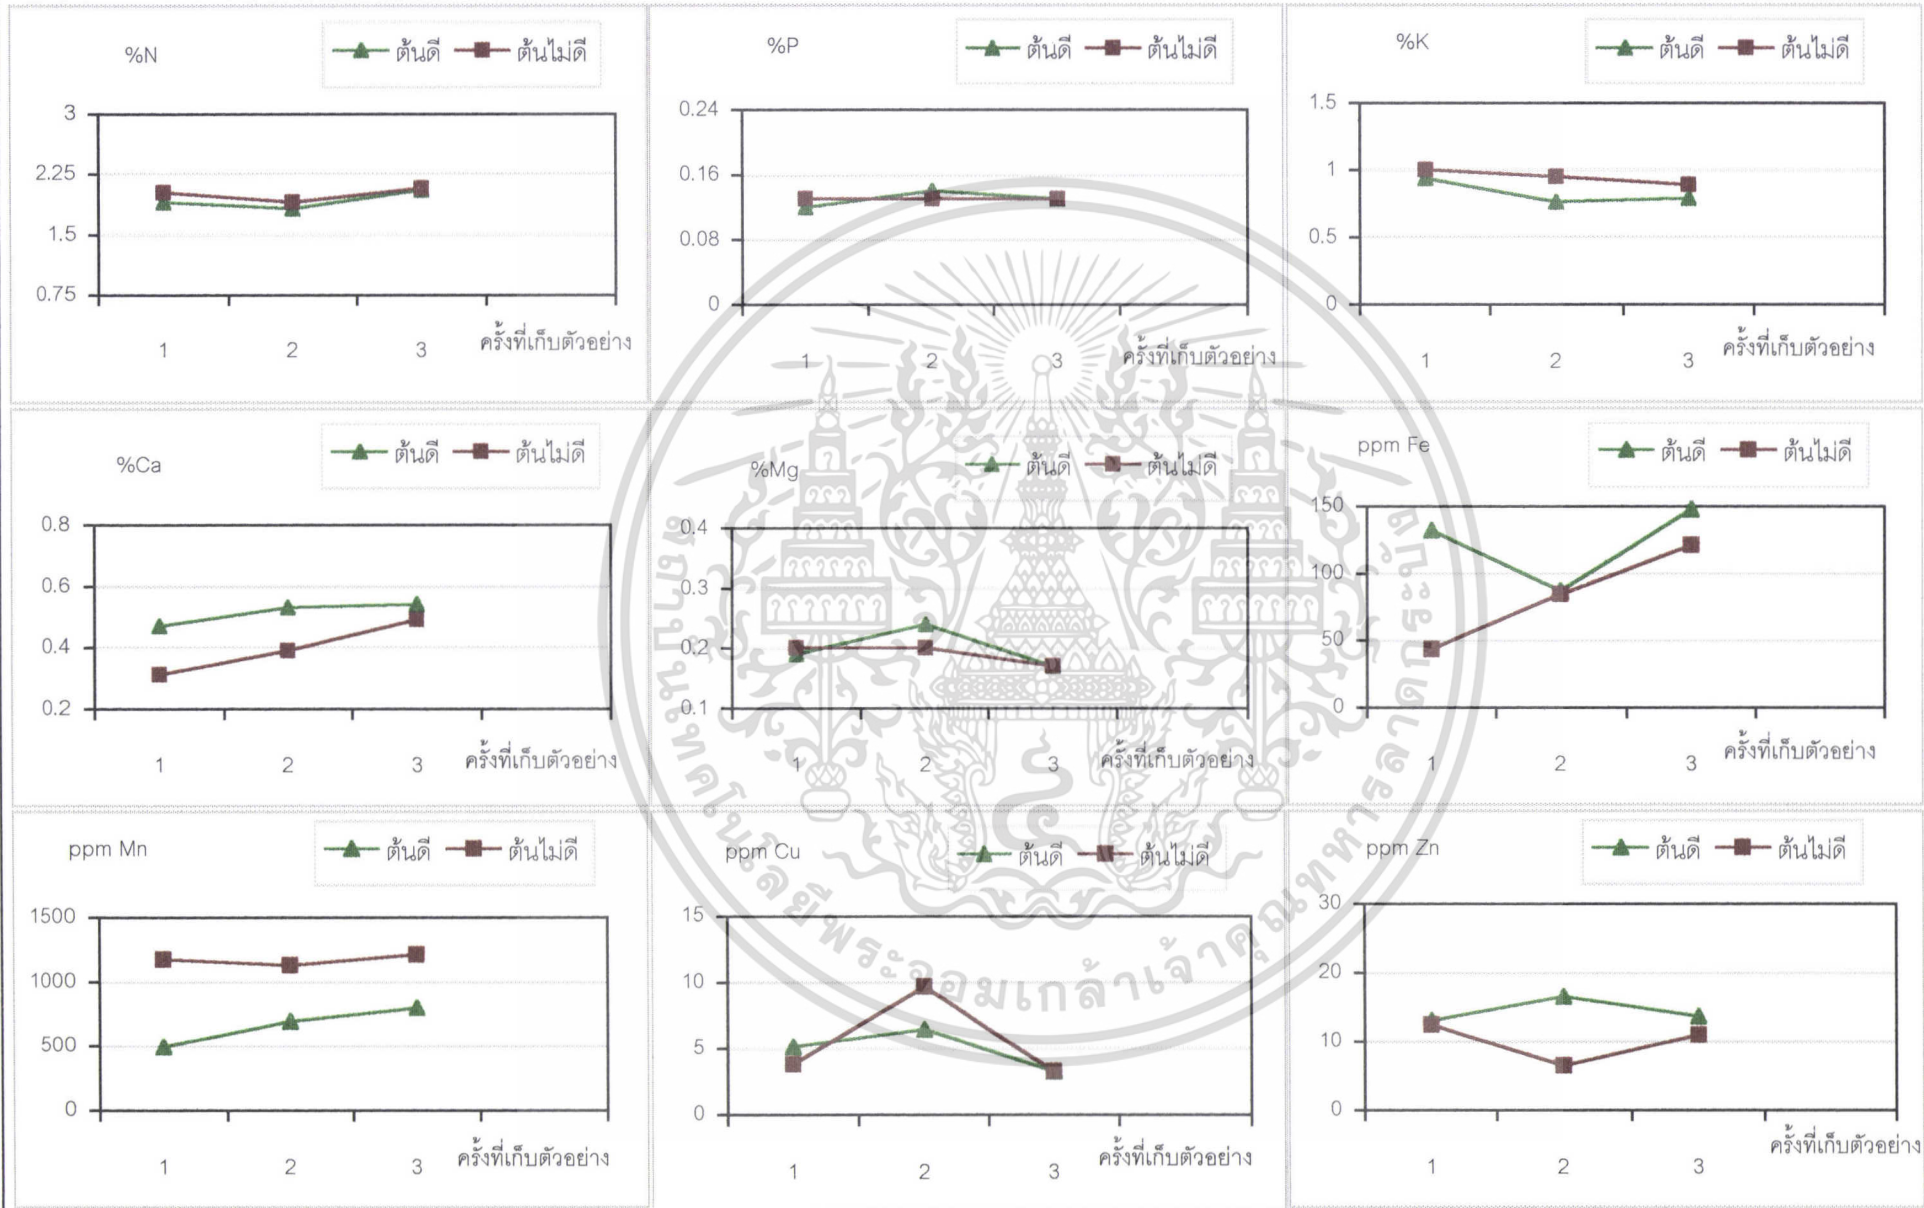 %N
ต้นดี ต้นไม่ดี
3
2.25
1.5
0.75
1 2 3 ครั้งที่เก็บตัวอย่าง
%P
ต้นดี ต้นไม่ดี
0.24
0.16
0.08
0
1 2 3 ครั้งที่เก็บตัวอย่าง
%K
ต้นดี ต้นไม่ดี
1.5
1
0.5
0
1 2 3 ครั้งที่เก็บตัวอย่าง
%Ca
ต้นดี ต้นไม่ดี
0.8
0.6
0.4
0.2
1 2 3 ครั้งที่เก็บตัวอย่าง
%Mg
ต้นดี ต้นไม่ดี
0.4
0.3
0.2
0.1
1 2 3 ครั้งที่เก็บตัวอย่าง
ppm Fe
ต้นดี ต้นไม่ดี
150
100
50
0
1 2 3 ครั้งที่เก็บตัวอย่าง
ppm Mn
ต้นดี ต้นไม่ดี
1500
1000
500
0
1 2 3 ครั้งที่เก็บตัวอย่าง
ppm Cu
ต้นดี ต้นไม่ดี
15
10
5
0
1 2 3 ครั้งที่เก็บตัวอย่าง
ppm Zn
ต้นดี ต้นไม่ดี
30
20
10
0
1 2 3 ครั้งที่เก็บตัวอย่าง
สถาบันเทคโนโลยีพระจอมเกล้าเจ้าคุณทหารลาดกระบัง